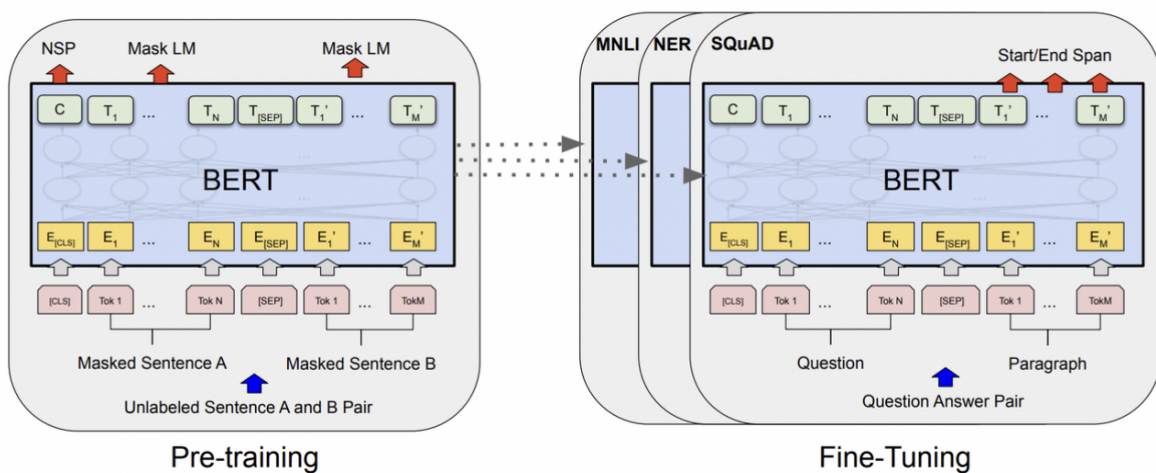 NSP Mask LM Mask LM
C T1 ... TN T[SEP] T1' ... TM'
...
BERT
...
E[CLS] E1 ... EN E[SEP] E1' ... EM'
[CLS] Tok 1 ... Tok N [SEP] Tok 1 ... TokM
Masked Sentence A Masked Sentence B
Unlabeled Sentence A and B Pair
Pre-training
MNLI NER SQuAD
Start/End Span
C T1 ... TN T[SEP] T1' ... TM'
...
BERT
...
E[CLS] E1 ... EN E[SEP] E1' ... EM'
[CLS] Tok 1 ... Tok N [SEP] Tok 1 ... TokM
Question Paragraph
Question Answer Pair
Fine-Tuning